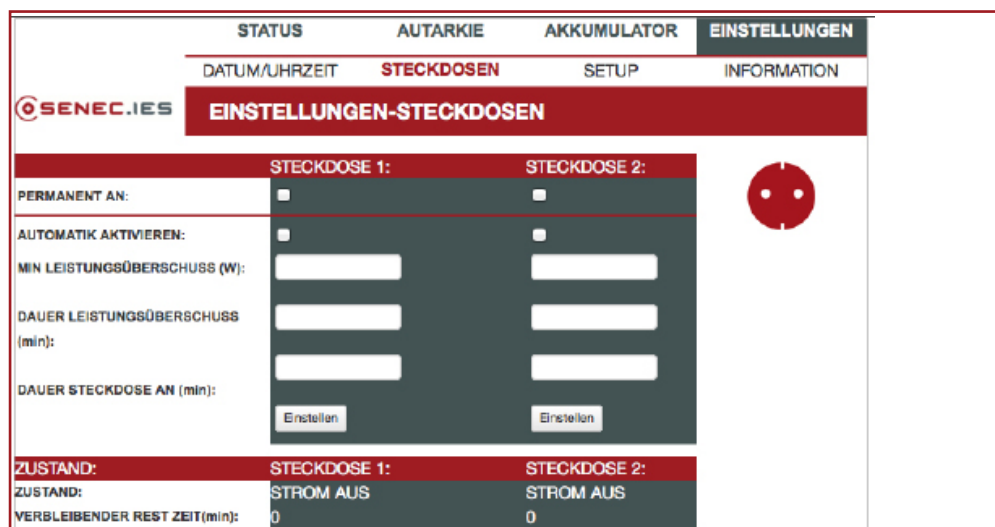 STATUS AUTARKIE AKKUMULATOR EINSTELLUNGEN
DATUM/UHRZEIT STECKDOSEN SETUP INFORMATION
SENEC.IES
EINSTELLUNGEN-STECKDOSEN
STECKDOSE 1: STECKDOSE 2:
PERMANENT AN:
AUTOMATIK AKTIVIEREN:
MIN LEISTUNGSÜBERSCHUSS (W):
DAUER LEISTUNGSÜBERSCHUSS
(min):
DAUER STECKDOSE AN (min):
Einstellen Einstellen
ZUSTAND: STECKDOSE 1: STECKDOSE 2:
ZUSTAND: STROM AUS STROM AUS
VERBLEIBENDER REST ZEIT(min): 0 0